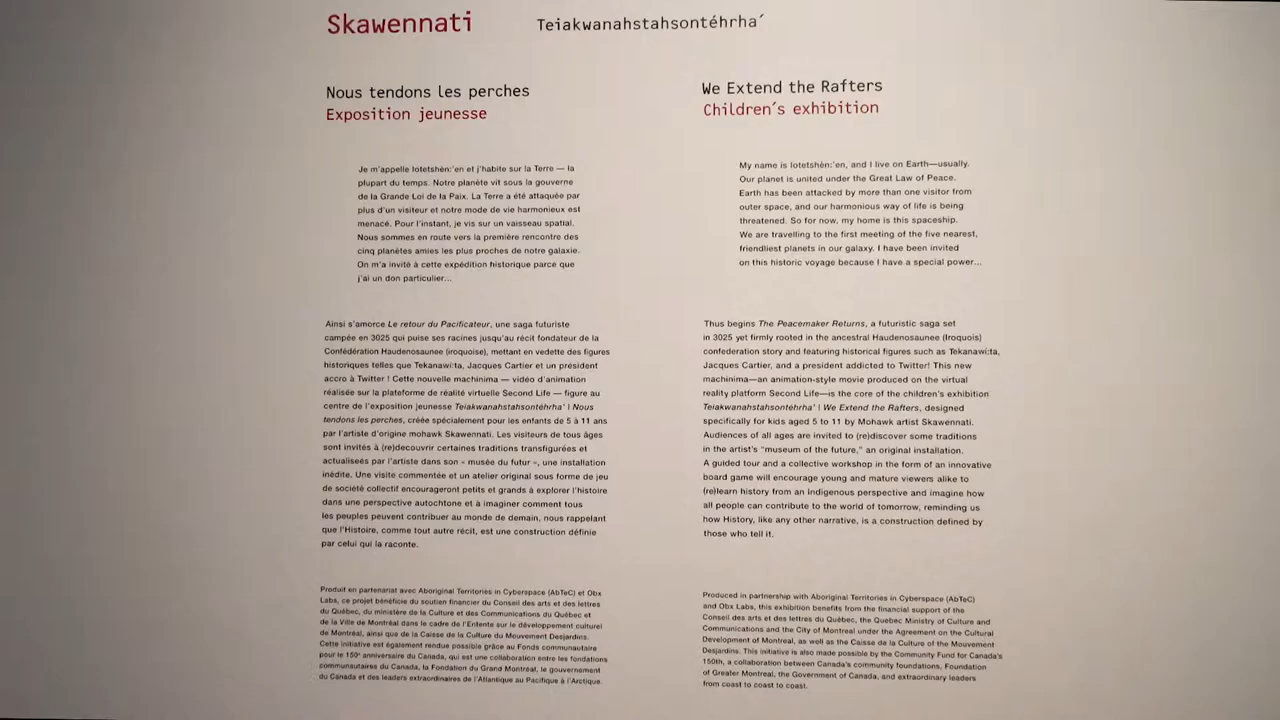 Skawennati
Teiakwanahstahsontéhrha´
Nous tendons les perches
Exposition jeunesse
Je m'appelle Iotetshèn:'en et j'habite sur la Terre — la
plupart du temps. Notre planète vit sous la gouverne
de la Grande Loi de la Paix. La Terre a été attaquée par
plus d'un visiteur et notre mode de vie harmonieux est
menacé. Pour l'instant, je vis sur un vaisseau spatial.
Nous sommes en route vers la première rencontre des
cinq planètes amies les plus proches de notre galaxie.
On m'a invité à cette expédition historique parce que
j'ai un don particulier...
Ainsi s'amorce Le retour du Pacificateur, une saga futuriste
campée en 3025 qui puise ses racines jusqu'au récit fondateur de la
Confédération Haudenosaunee (iroquoise), mettant en vedette des figures
historiques telles que Tekanawí:ta, Jacques Cartier et un président
accro à Twitter ! Cette nouvelle machinima — vidéo d'animation
réalisée sur la plateforme de réalité virtuelle Second Life — figure au
centre de l'exposition jeunesse Teiakwanahstahsontéhrha' | Nous
tendons les perches, créée spécialement pour les enfants de 5 à 11 ans
par l'artiste d'origine mohawk Skawennati. Les visiteurs de tous âges
sont invités à (re)decouvrir certaines traditions transfigurées et
actualisées par l'artiste dans son « musée du futur », une installation
inédite. Une visite commentée et un atelier original sous forme de jeu
de société collectif encourageront petits et grands à explorer l'histoire
dans une perspective autochtone et à imaginer comment tous
les peuples peuvent contribuer au monde de demain, nous rappelant
que l'Histoire, comme tout autre récit, est une construction définie
par celui qui la raconte.
Produit en partenariat avec Aboriginal Territories in Cyberspace (AbTeC) et Obx
Labs, ce projet bénéficie du soutien financier du Conseil des arts et des lettres
du Québec, du ministère de la Culture et des Communications du Québec et
de la Ville de Montréal dans le cadre de l'Entente sur le développement culturel
de Montréal, ainsi que de la Caisse de la Culture du Mouvement Desjardins.
Cette initiative est également rendue possible grâce au Fonds communautaire
pour le 150e anniversaire du Canada, qui est une collaboration entre les fondations
communautaires du Canada, la Fondation du Grand Montréal, le gouvernement
du Canada et des leaders extraordinaires de l'Atlantique au Pacifique à l'Arctique.
We Extend the Rafters
Children´s exhibition
My name is Iotetshèn:'en, and I live on Earth—usually.
Our planet is united under the Great Law of Peace.
Earth has been attacked by more than one visitor from
outer space, and our harmonious way of life is being
threatened. So for now, my home is this spaceship.
We are travelling to the first meeting of the five nearest,
friendliest planets in our galaxy. I have been invited
on this historic voyage because I have a special power...
Thus begins The Peacemaker Returns, a futuristic saga set
in 3025 yet firmly rooted in the ancestral Haudenosaunee (Iroquois)
confederation story and featuring historical figures such as Tekanawí:ta,
Jacques Cartier, and a president addicted to Twitter! This new
machinima—an animation-style movie produced on the virtual
reality platform Second Life—is the core of the children's exhibition
Teiakwanahstahsontéhrha' | We Extend the Rafters, designed
specifically for kids aged 5 to 11 by Mohawk artist Skawennati.
Audiences of all ages are invited to (re)discover some traditions
in the artist's "museum of the future," an original installation.
A guided tour and a collective workshop in the form of an innovative
board game will encourage young and mature viewers alike to
(re)learn history from an Indigenous perspective and imagine how
all people can contribute to the world of tomorrow, reminding us
how History, like any other narrative, is a construction defined by
those who tell it.
Produced in partnership with Aboriginal Territories in Cyberspace (AbTeC)
and Obx Labs, this exhibition benefits from the financial support of the
Conseil des arts et des lettres du Québec, the Quebec Ministry of Culture and
Communications and the City of Montreal under the Agreement on the Cultural
Development of Montreal, as well as the Caisse de la Culture of the Mouvement
Desjardins. This initiative is also made possible by the Community Fund for Canada's
150th, a collaboration between Canada's community foundations, Foundation
of Greater Montreal, the Government of Canada, and extraordinary leaders
from coast to coast to coast.